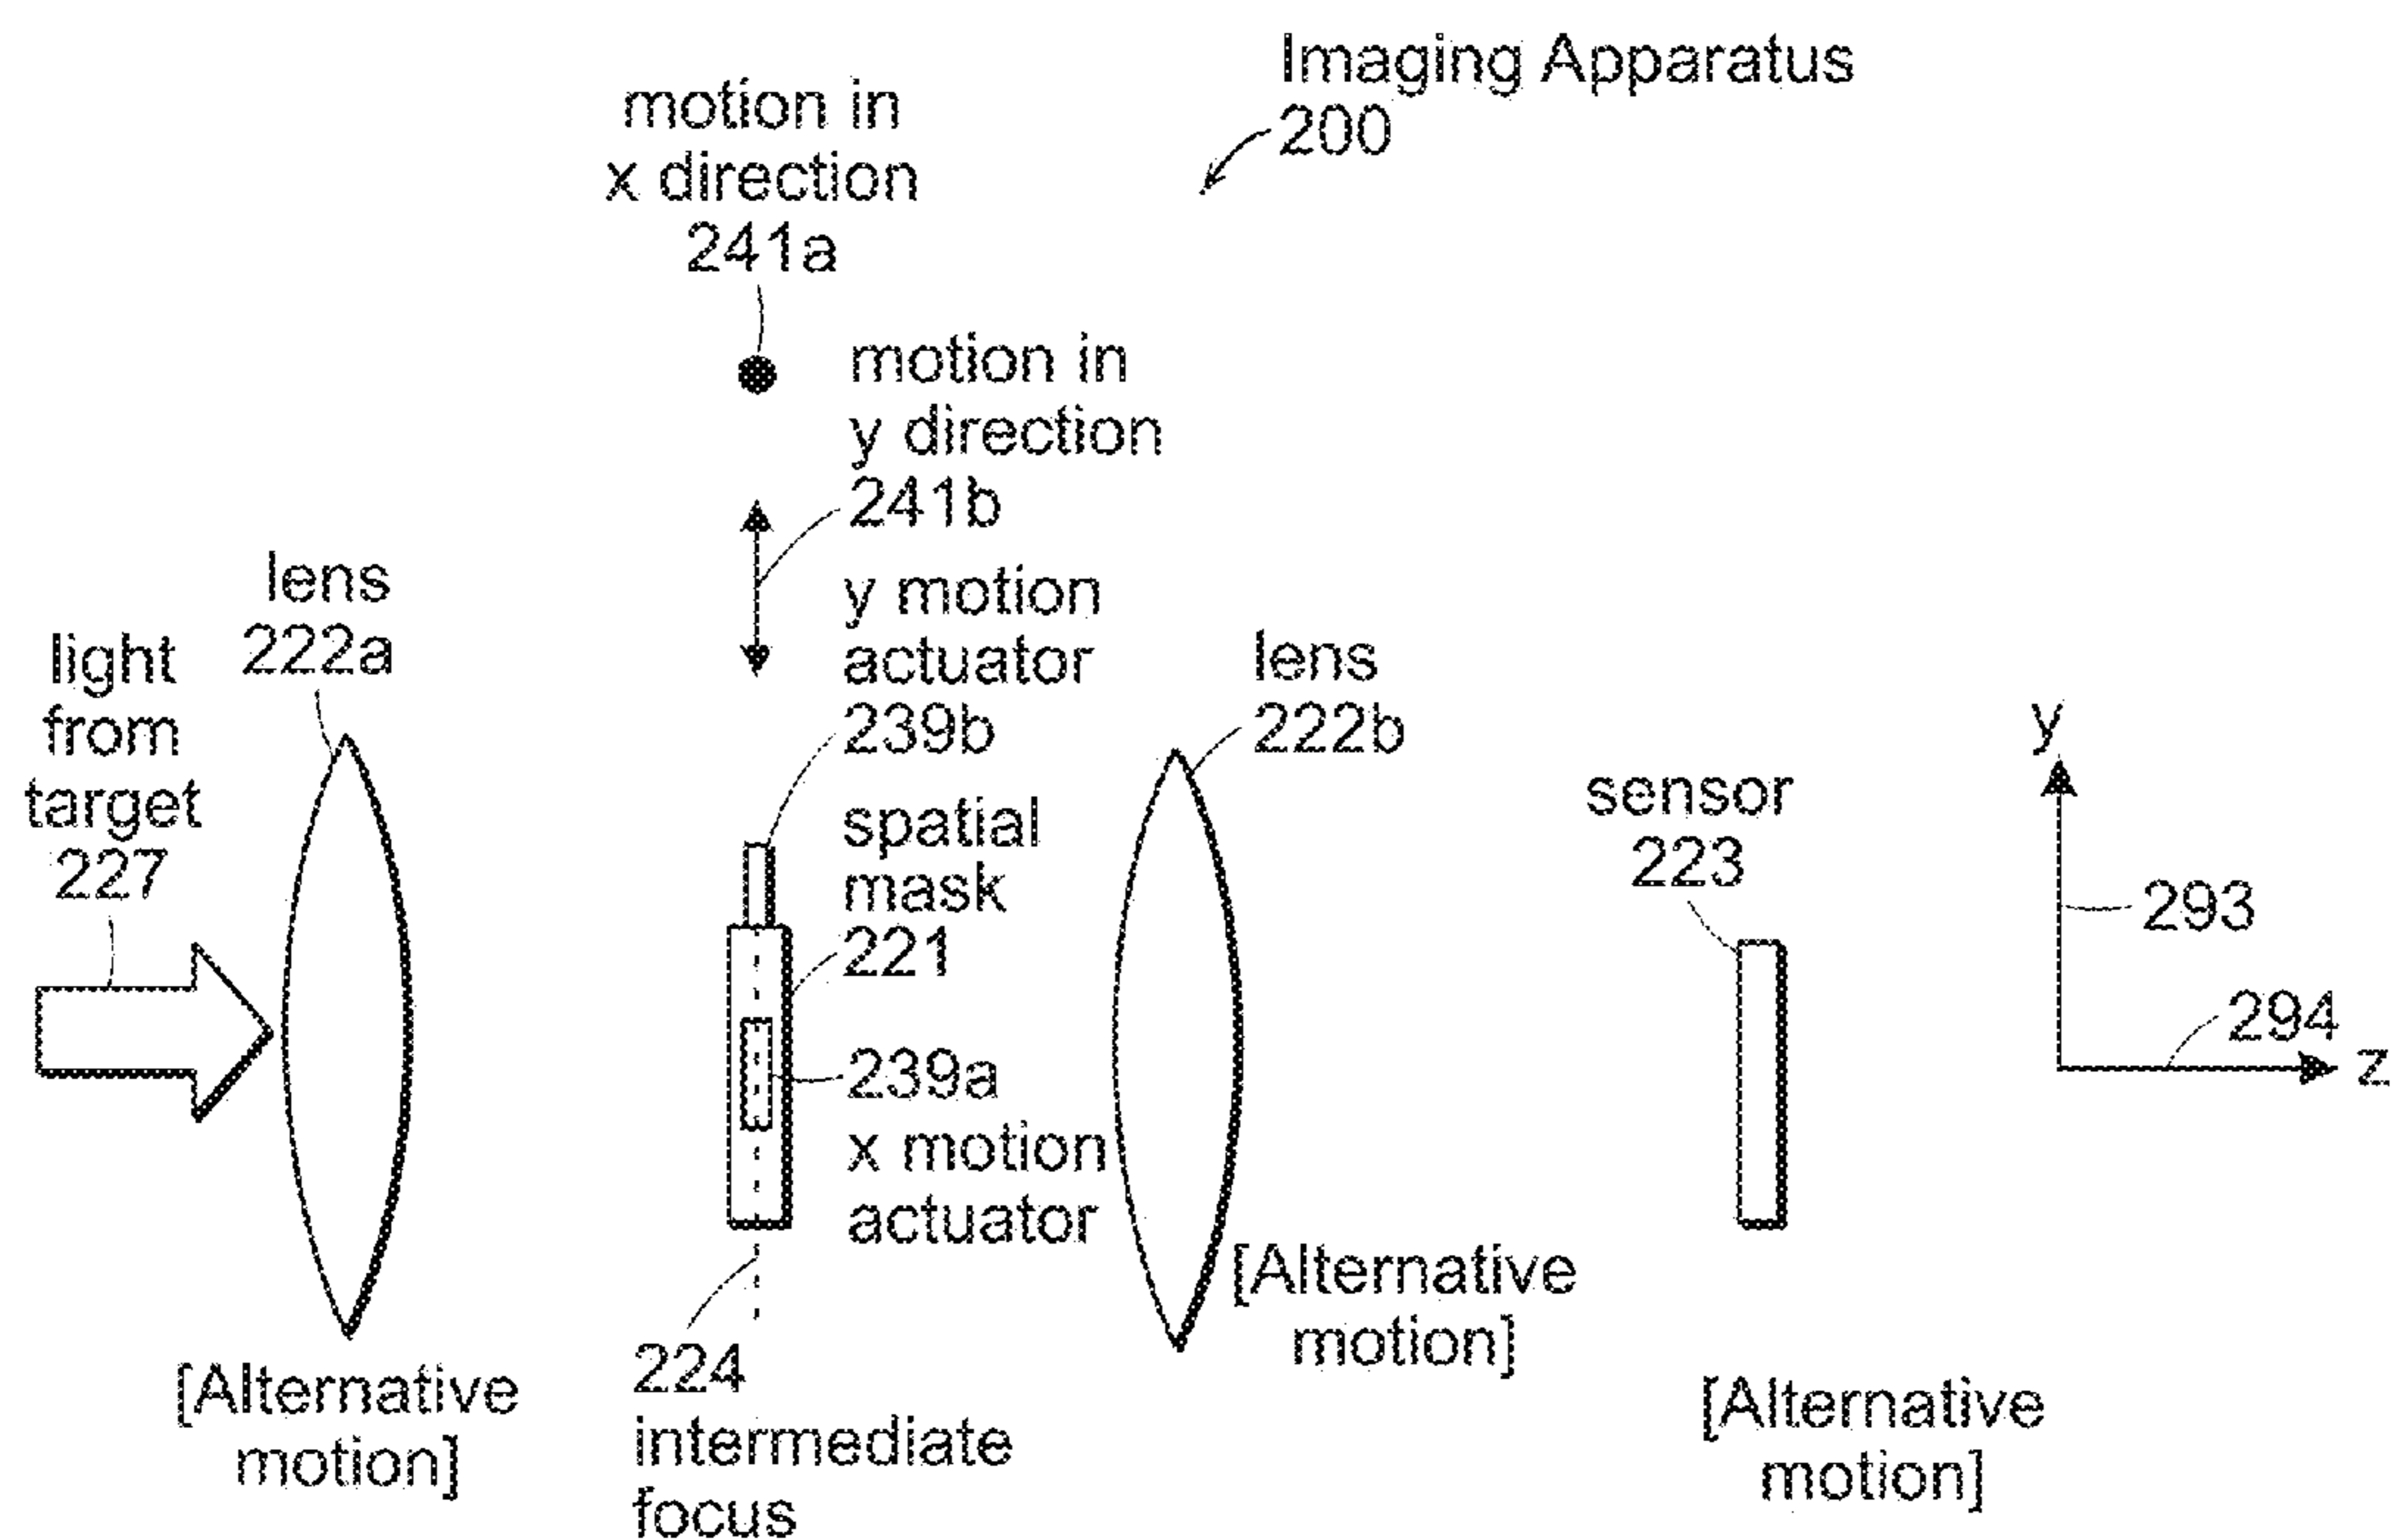 Imaging Apparatus
200
motion in
x direction
241a
motion in
y direction
241b
lens
222a
light
from
target
227
y motion
actuator
239b
spatial
mask
221
239a
x motion
actuator
lens
222b
sensor
223
y
293
294
z
[Alternative
motion]
224
intermediate
focus
[Alternative
motion]
[Alternative
motion]